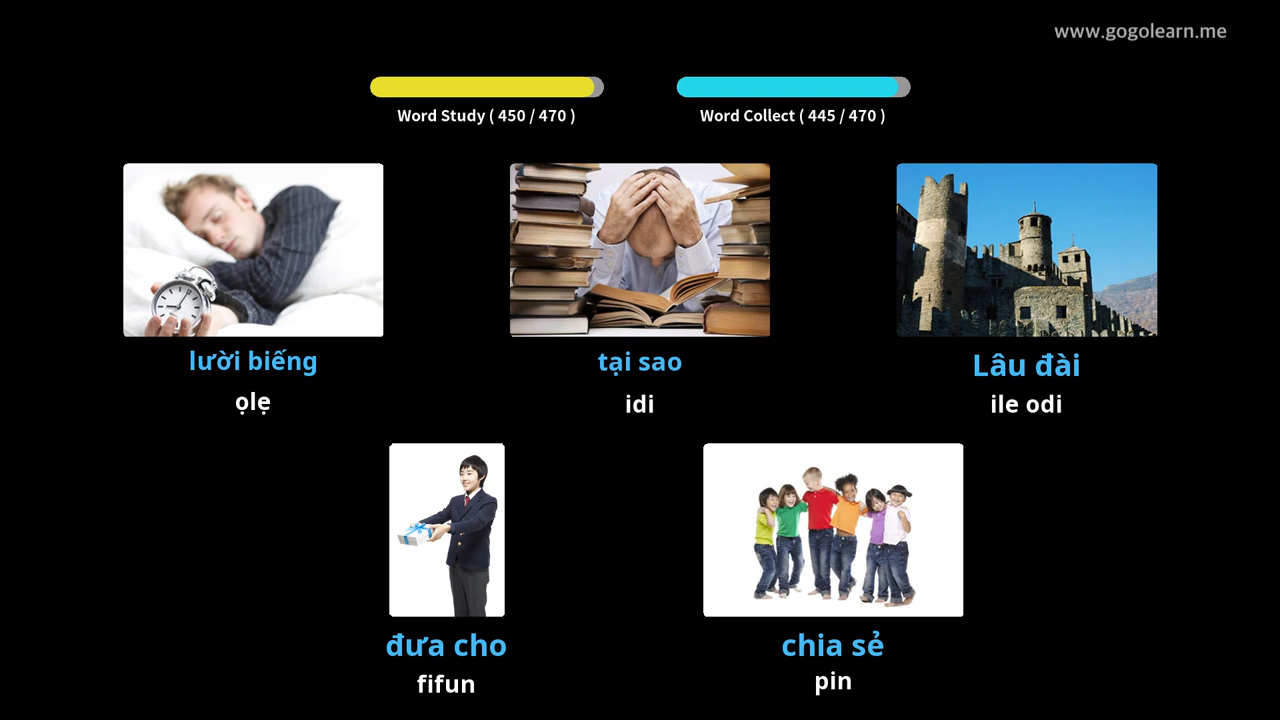 www.gogolearn.me
Word Study ( 450 / 470 )
Word Collect ( 445 / 470 )
lười biếng
ọlẹ
tại sao
idi
Lâu đài
ile odi
đưa cho
fifun
chia sẻ
pin